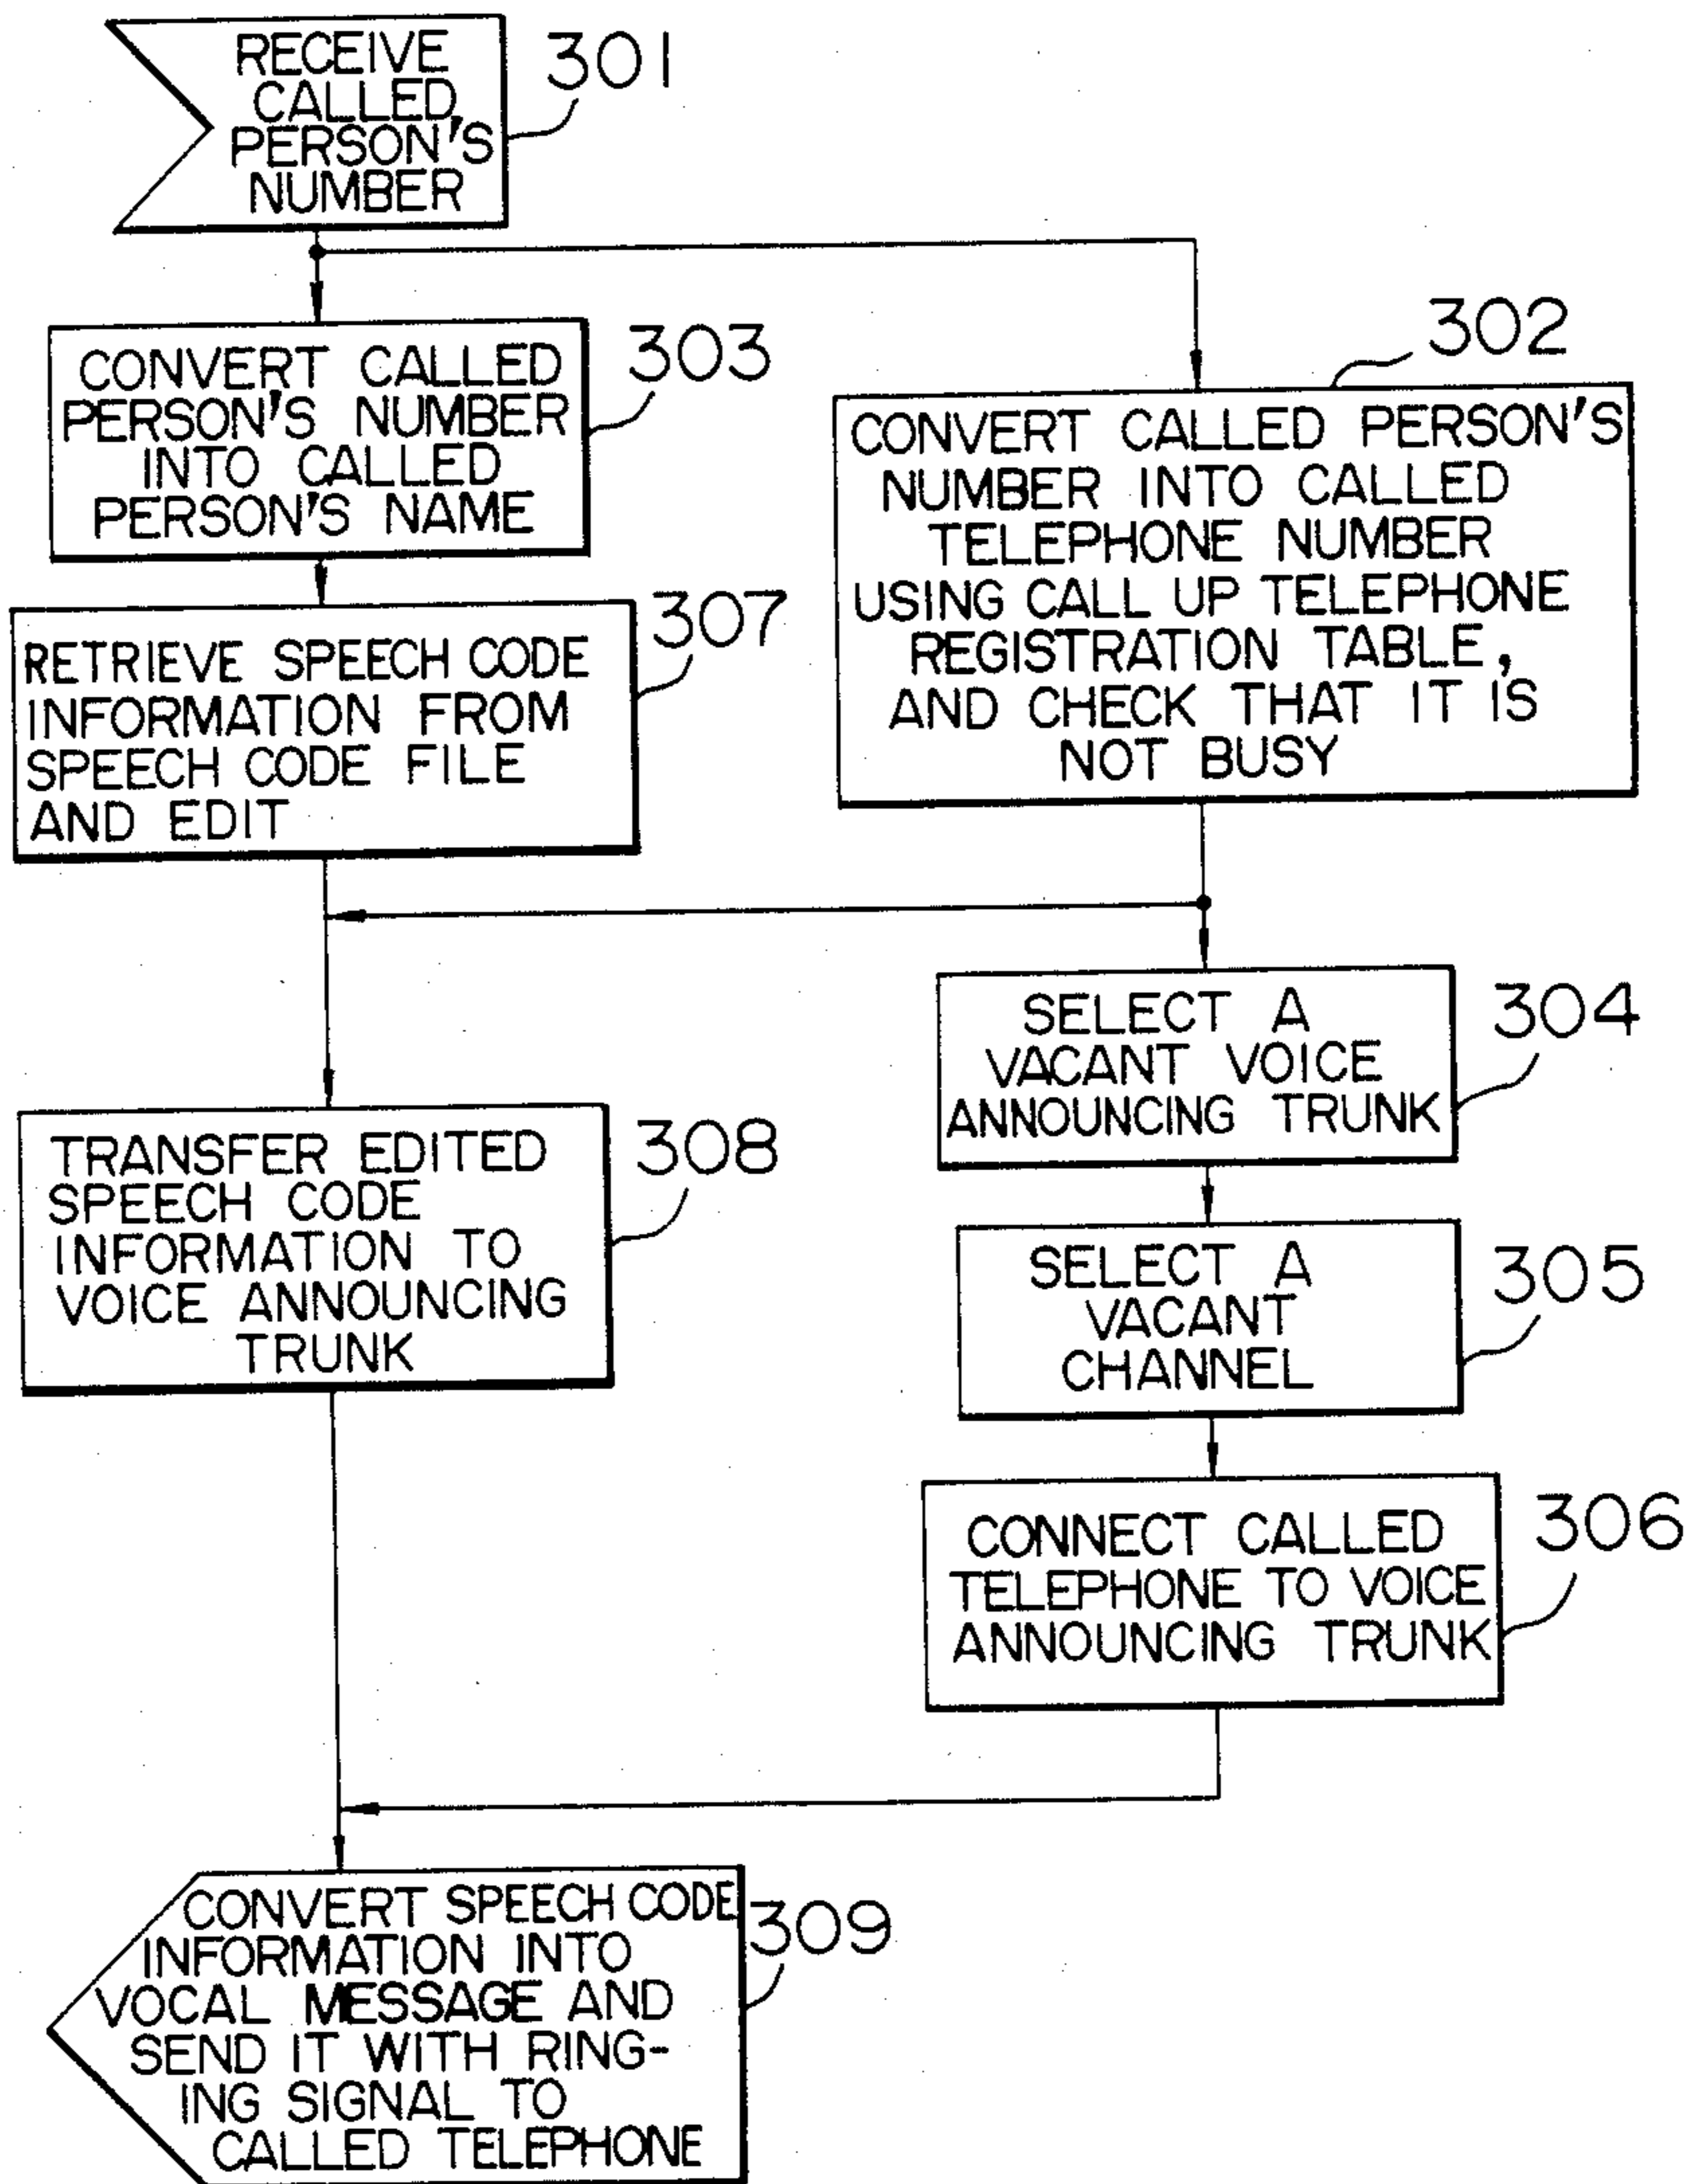 RECEIVE
CALLED
PERSON'S
NUMBER
301
303
CONVERT CALLED
PERSON'S NUMBER
INTO CALLED
PERSON'S NAME
302
CONVERT CALLED PERSON'S
NUMBER INTO CALLED
TELEPHONE NUMBER
USING CALL UP TELEPHONE
REGISTRATION TABLE,
AND CHECK THAT IT IS
NOT BUSY
307
RETRIEVE SPEECH CODE
INFORMATION FROM
SPEECH CODE FILE
AND EDIT
304
SELECT A
VACANT VOICE
ANNOUNCING TRUNK
308
TRANSFER EDITED
SPEECH CODE
INFORMATION TO
VOICE ANNOUNCING
TRUNK
305
SELECT A
VACANT
CHANNEL
306
CONNECT CALLED
TELEPHONE TO VOICE
ANNOUNCING TRUNK
309
CONVERT SPEECH CODE
INFORMATION INTO
VOCAL MESSAGE AND
SEND IT WITH RING-
ING SIGNAL TO
CALLED TELEPHONE